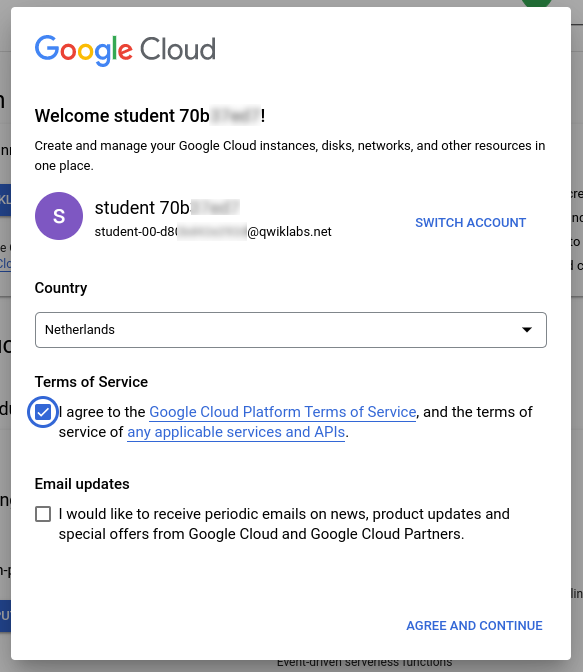 Google Cloud
Welcome student 70b !
Create and manage your Google Cloud instances, disks, networks, and other resources in
one place.
S
student 70b
student-00-d8 @qwiklabs.net
SWITCH ACCOUNT
Country
Netherlands
Terms of Service
I agree to the Google Cloud Platform Terms of Service, and the terms of
service of any applicable services and APIs.
Email updates
I would like to receive periodic emails on news, product updates and
special offers from Google Cloud and Google Cloud Partners.
AGREE AND CONTINUE
Event-driven serverless functions